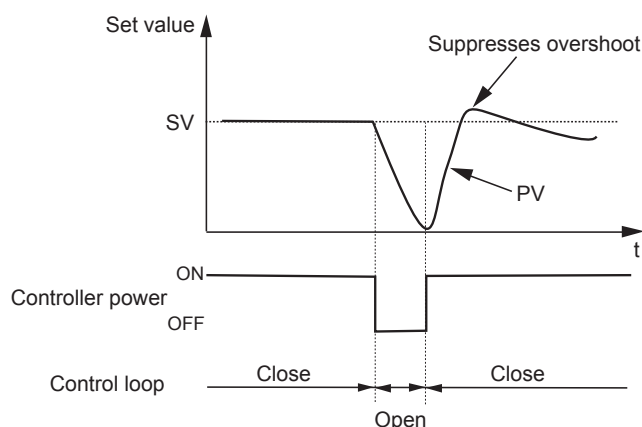 Set value
Suppresses overshoot
SV
PV
t
ON
Controller power
OFF
Control loop
Close
Close
Open